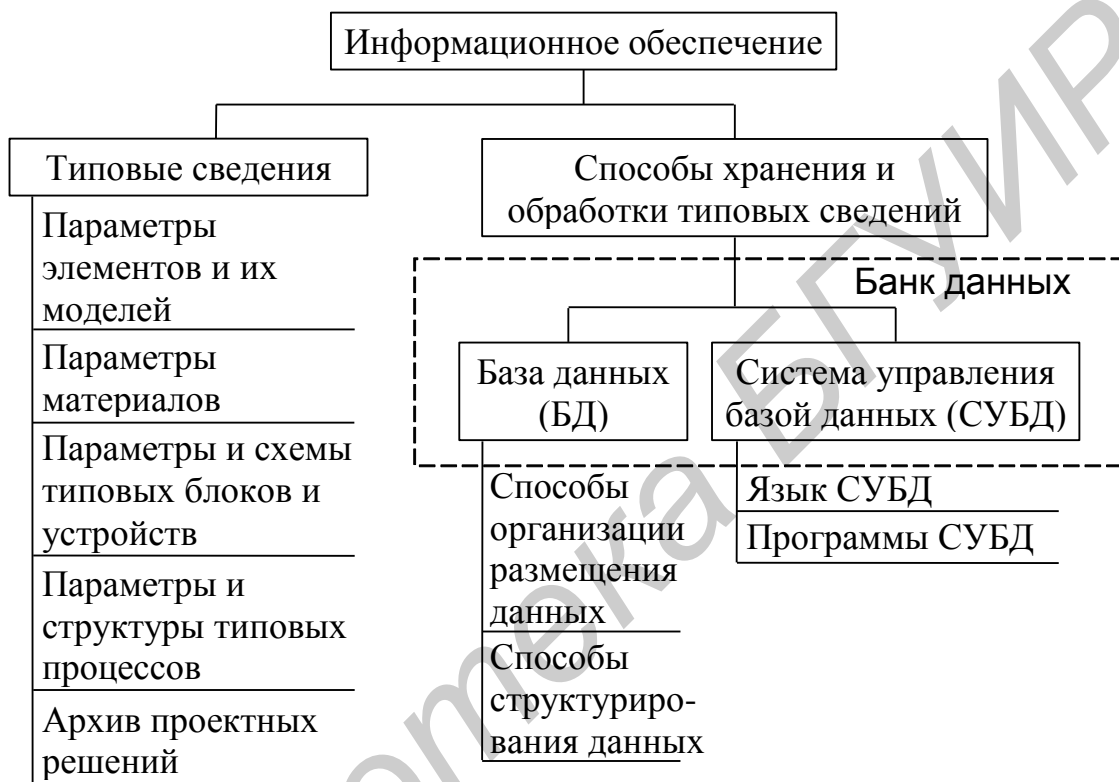 Информационное обеспечение
Типовые сведения
Параметры
элементов и их
моделей
Параметры
материалов
Параметры и схемы
типовых блоков и
устройств
Параметры и
структуры типовых
процессов
Архив проектных
решений
Способы хранения и
обработки типовых сведений
Банк данных
База данных
(БД)
Способы
организации
размещения
данных
Способы
структуриро-
вания данных
Система управления
базой данных (СУБД)
Язык СУБД
Программы СУБД
БГУИР